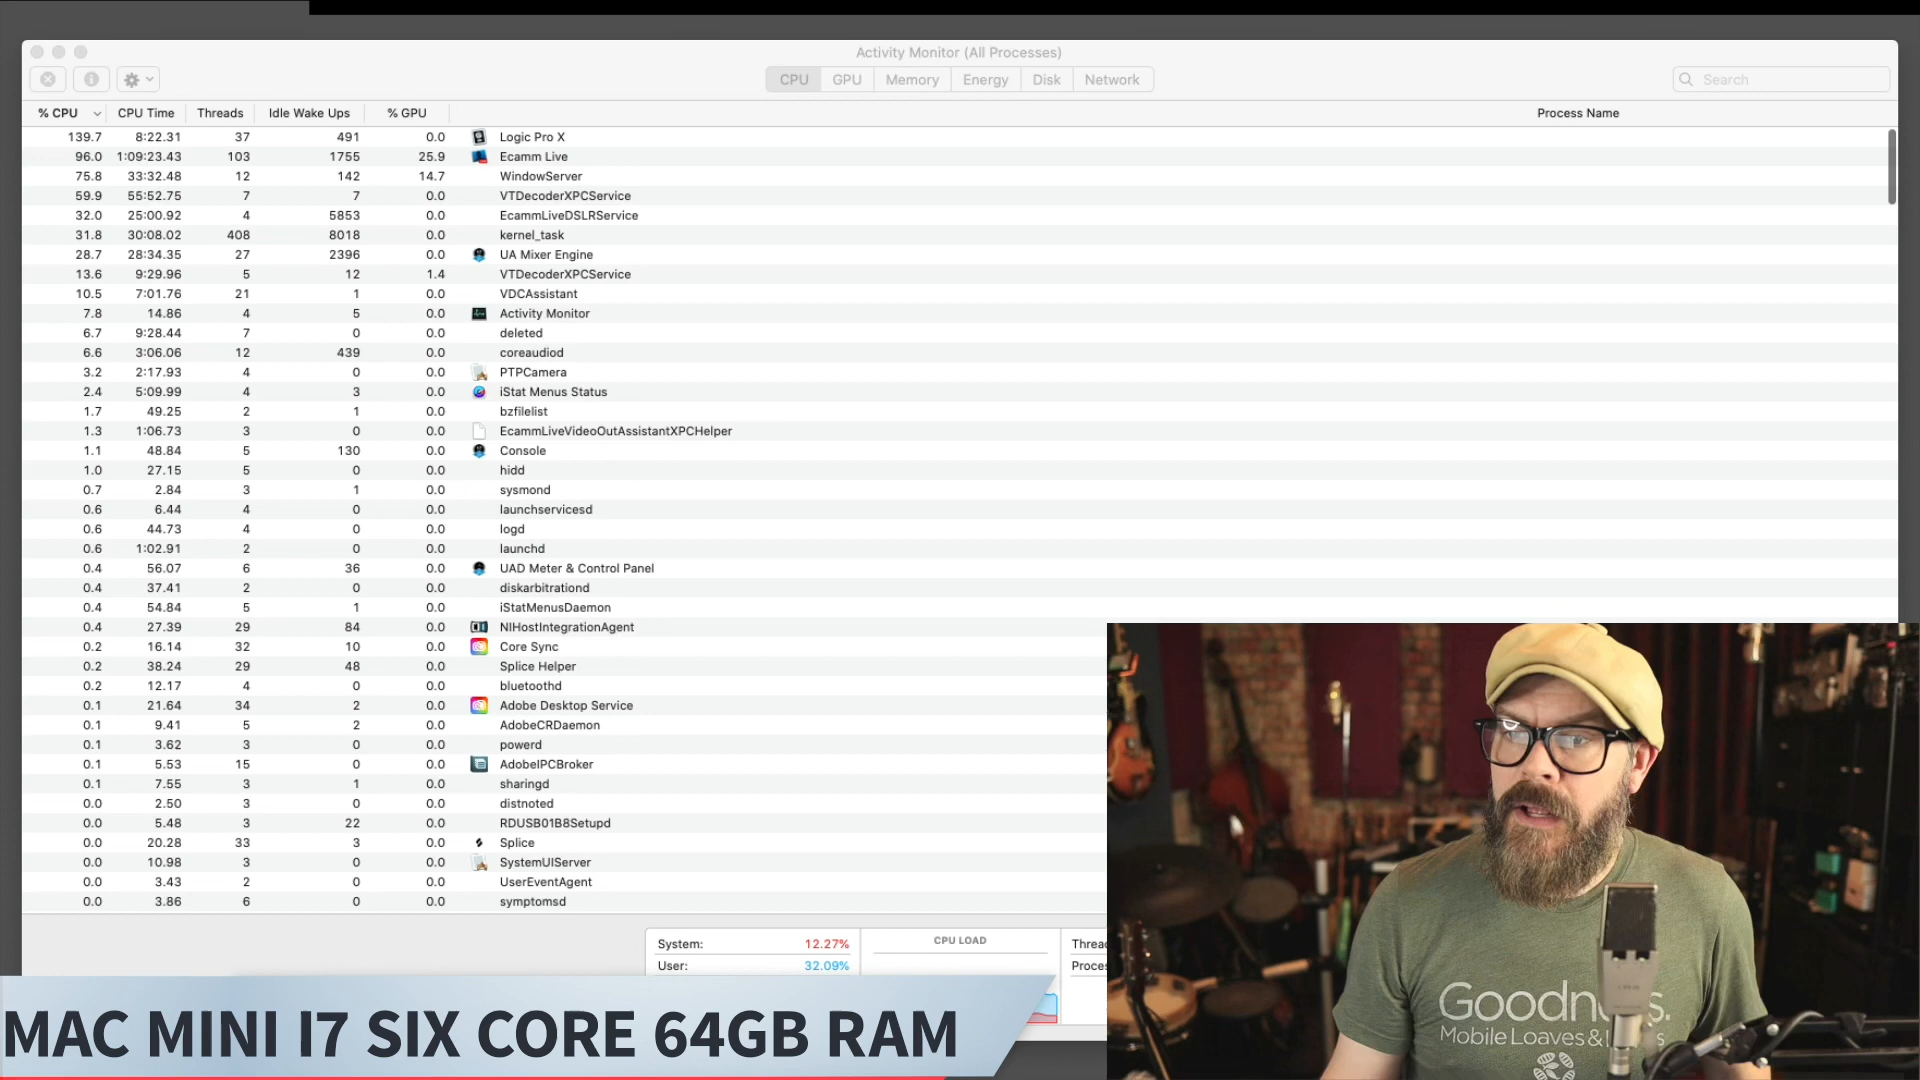 Activity Monitor (All Processes)
CPU GPU Memory Energy Disk Network Search
% CPU CPU Time Threads Idle Wake Ups % GPU Process Name
139.7 8:22.31 37 491 0.0 Logic Pro X
96.0 1:09:23.43 103 1755 25.9 Ecamm Live
75.8 33:32.48 12 142 14.7 WindowServer
59.9 55:52.75 7 7 0.0 VTDecoderXPCService
32.0 25:00.92 4 5853 0.0 EcammLiveDSLRService
31.8 30:08.02 408 8018 0.0 kernel_task
28.7 28:34.35 27 2396 0.0 UA Mixer Engine
13.6 9:29.96 5 12 1.4 VTDecoderXPCService
10.5 7:01.76 21 1 0.0 VDCAssistant
7.8 14.86 4 5 0.0 Activity Monitor
6.7 9:28.44 7 0 0.0 deleted
6.6 3:06.06 12 439 0.0 coreaudiod
3.2 2:17.93 4 0 0.0 PTPCamera
2.4 5:09.99 4 3 0.0 iStat Menus Status
1.7 49.25 2 1 0.0 bzfilelist
1.3 1:06.73 3 0 0.0 EcammLiveVideoOutAssistantXPCHelper
1.1 48.84 5 130 0.0 Console
1.0 27.15 5 0 0.0 hidd
0.7 2.84 3 1 0.0 sysmond
0.6 6.44 4 0 0.0 launchservicesd
0.6 44.73 4 0 0.0 logd
0.6 1:02.91 2 0 0.0 launchd
0.4 56.07 6 36 0.0 UAD Meter & Control Panel
0.4 37.41 2 0 0.0 diskarbitrationd
0.4 54.84 5 1 0.0 iStatMenusDaemon
0.4 27.39 29 84 0.0 NIHostIntegrationAgent
0.2 16.14 32 10 0.0 Core Sync
0.2 38.24 29 48 0.0 Splice Helper
0.2 12.17 4 0 0.0 bluetoothd
0.1 21.64 34 2 0.0 Adobe Desktop Service
0.1 9.41 5 2 0.0 AdobeCRDaemon
0.1 3.62 3 0 0.0 powerd
0.1 5.53 15 0 0.0 AdobeIPCBroker
0.1 7.55 3 1 0.0 sharingd
0.0 2.50 3 0 0.0 distnoted
0.0 5.48 3 22 0.0 RDUSB01B8Setupd
0.0 20.28 33 3 0.0 Splice
0.0 10.98 3 0 0.0 SystemUIServer
0.0 3.43 2 0 0.0 UserEventAgent
0.0 3.86 6 0 0.0 symptomsd
System: 12.27% CPU LOAD Threa
User: 32.09% Proces
MAC MINI I7 SIX CORE 64GB RAM
Mobile Loaves &